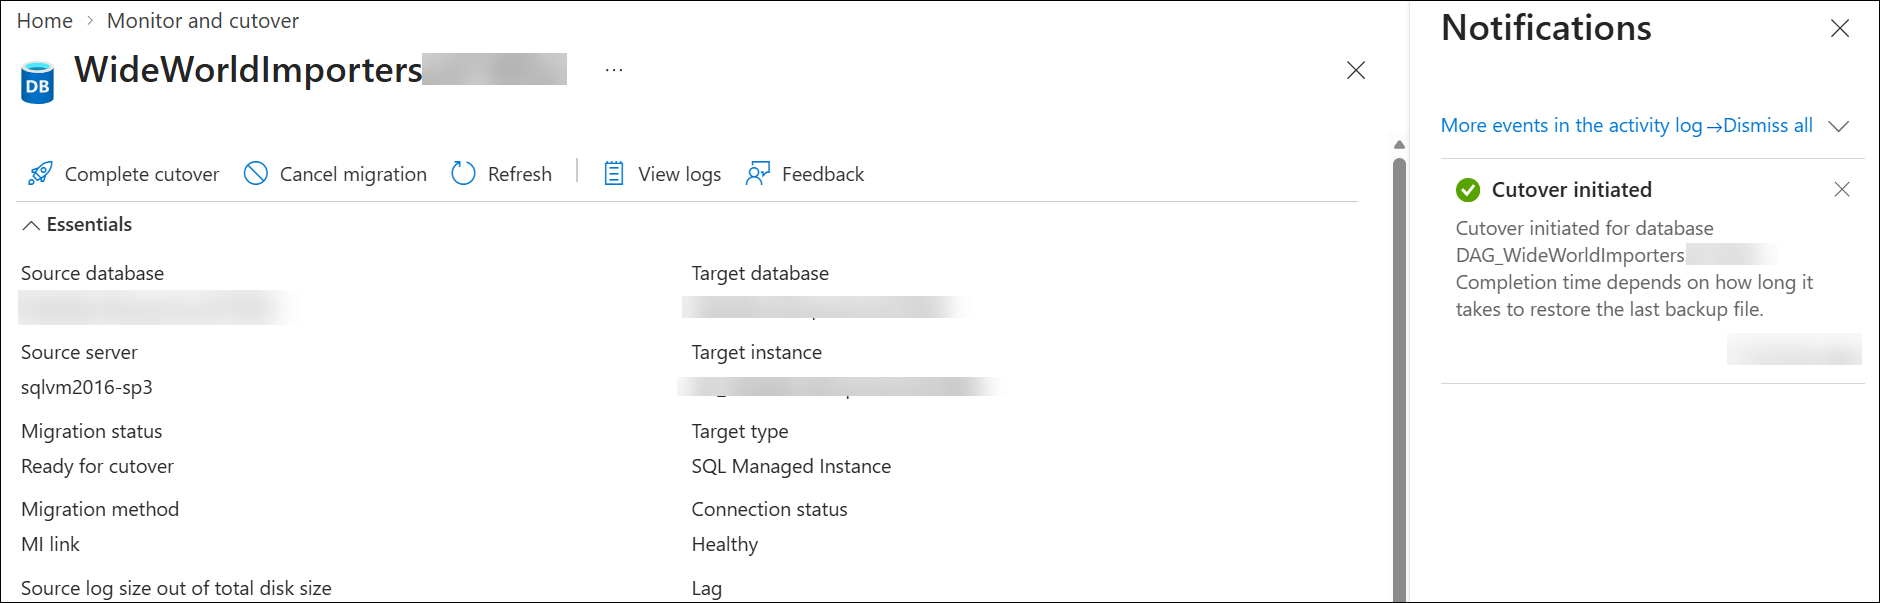 Home > Monitor and cutover
DB
WideWorldImporters
...
Complete cutover
Cancel migration
Refresh
View logs
Feedback
Essentials
Source database
Target database
Source server
Target instance
sqlvm2016-sp3
Migration status
Target type
Ready for cutover
SQL Managed Instance
Migration method
Connection status
MI link
Healthy
Source log size out of total disk size
Lag
Notifications
More events in the activity log → Dismiss all
Cutover initiated
Cutover initiated for database
DAG_WideWorldImporters
Completion time depends on how long it
takes to restore the last backup file.